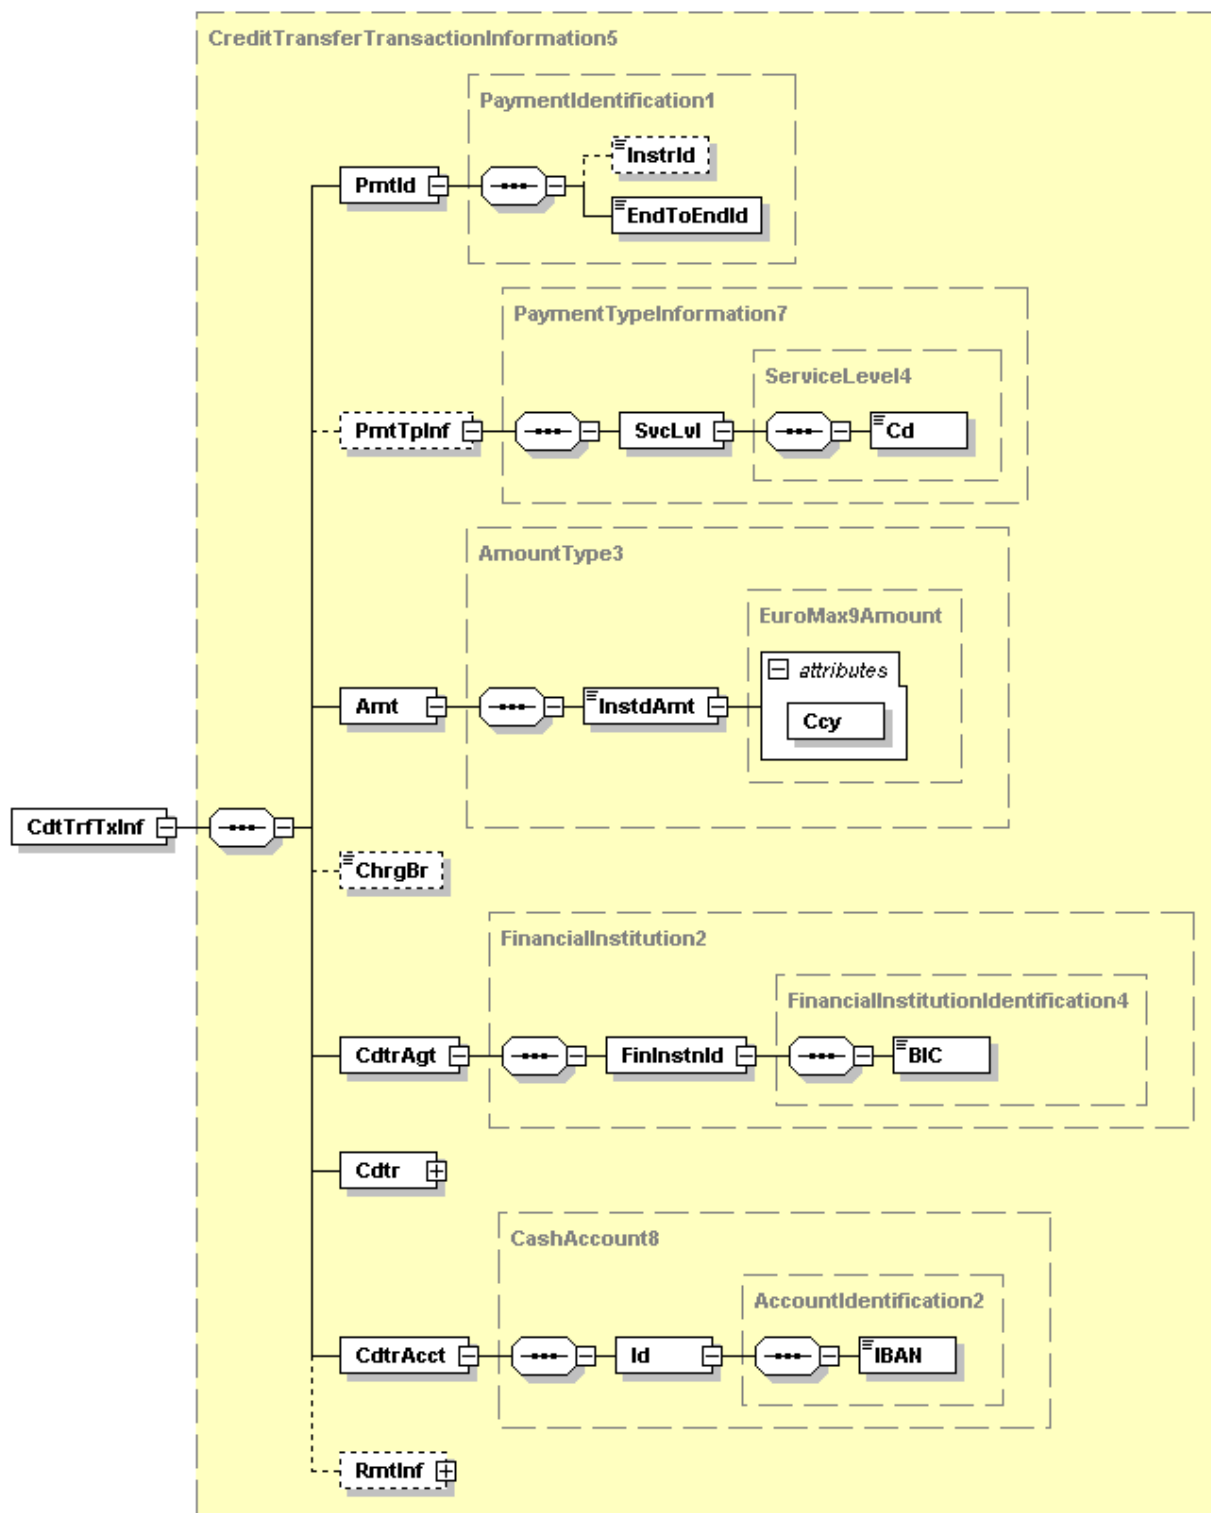 CreditTransferTransactionInformation5
PaymentIdentification1
InstrId
PmtId
EndToEndId
PaymentTypeInformation7
ServiceLevel4
PmtTpInf
SvcLvl
Cd
AmountType3
EuroMax9Amount
attributes
Amt
InstdAmt
Ccy
CdtTrfTxInf
ChrgBr
FinancialInstitution2
FinancialInstitutionIdentification4
CdtrAgt
FinInstnId
BIC
Cdtr
CashAccount8
AccountIdentification2
CdtrAcct
Id
IBAN
RmtInf